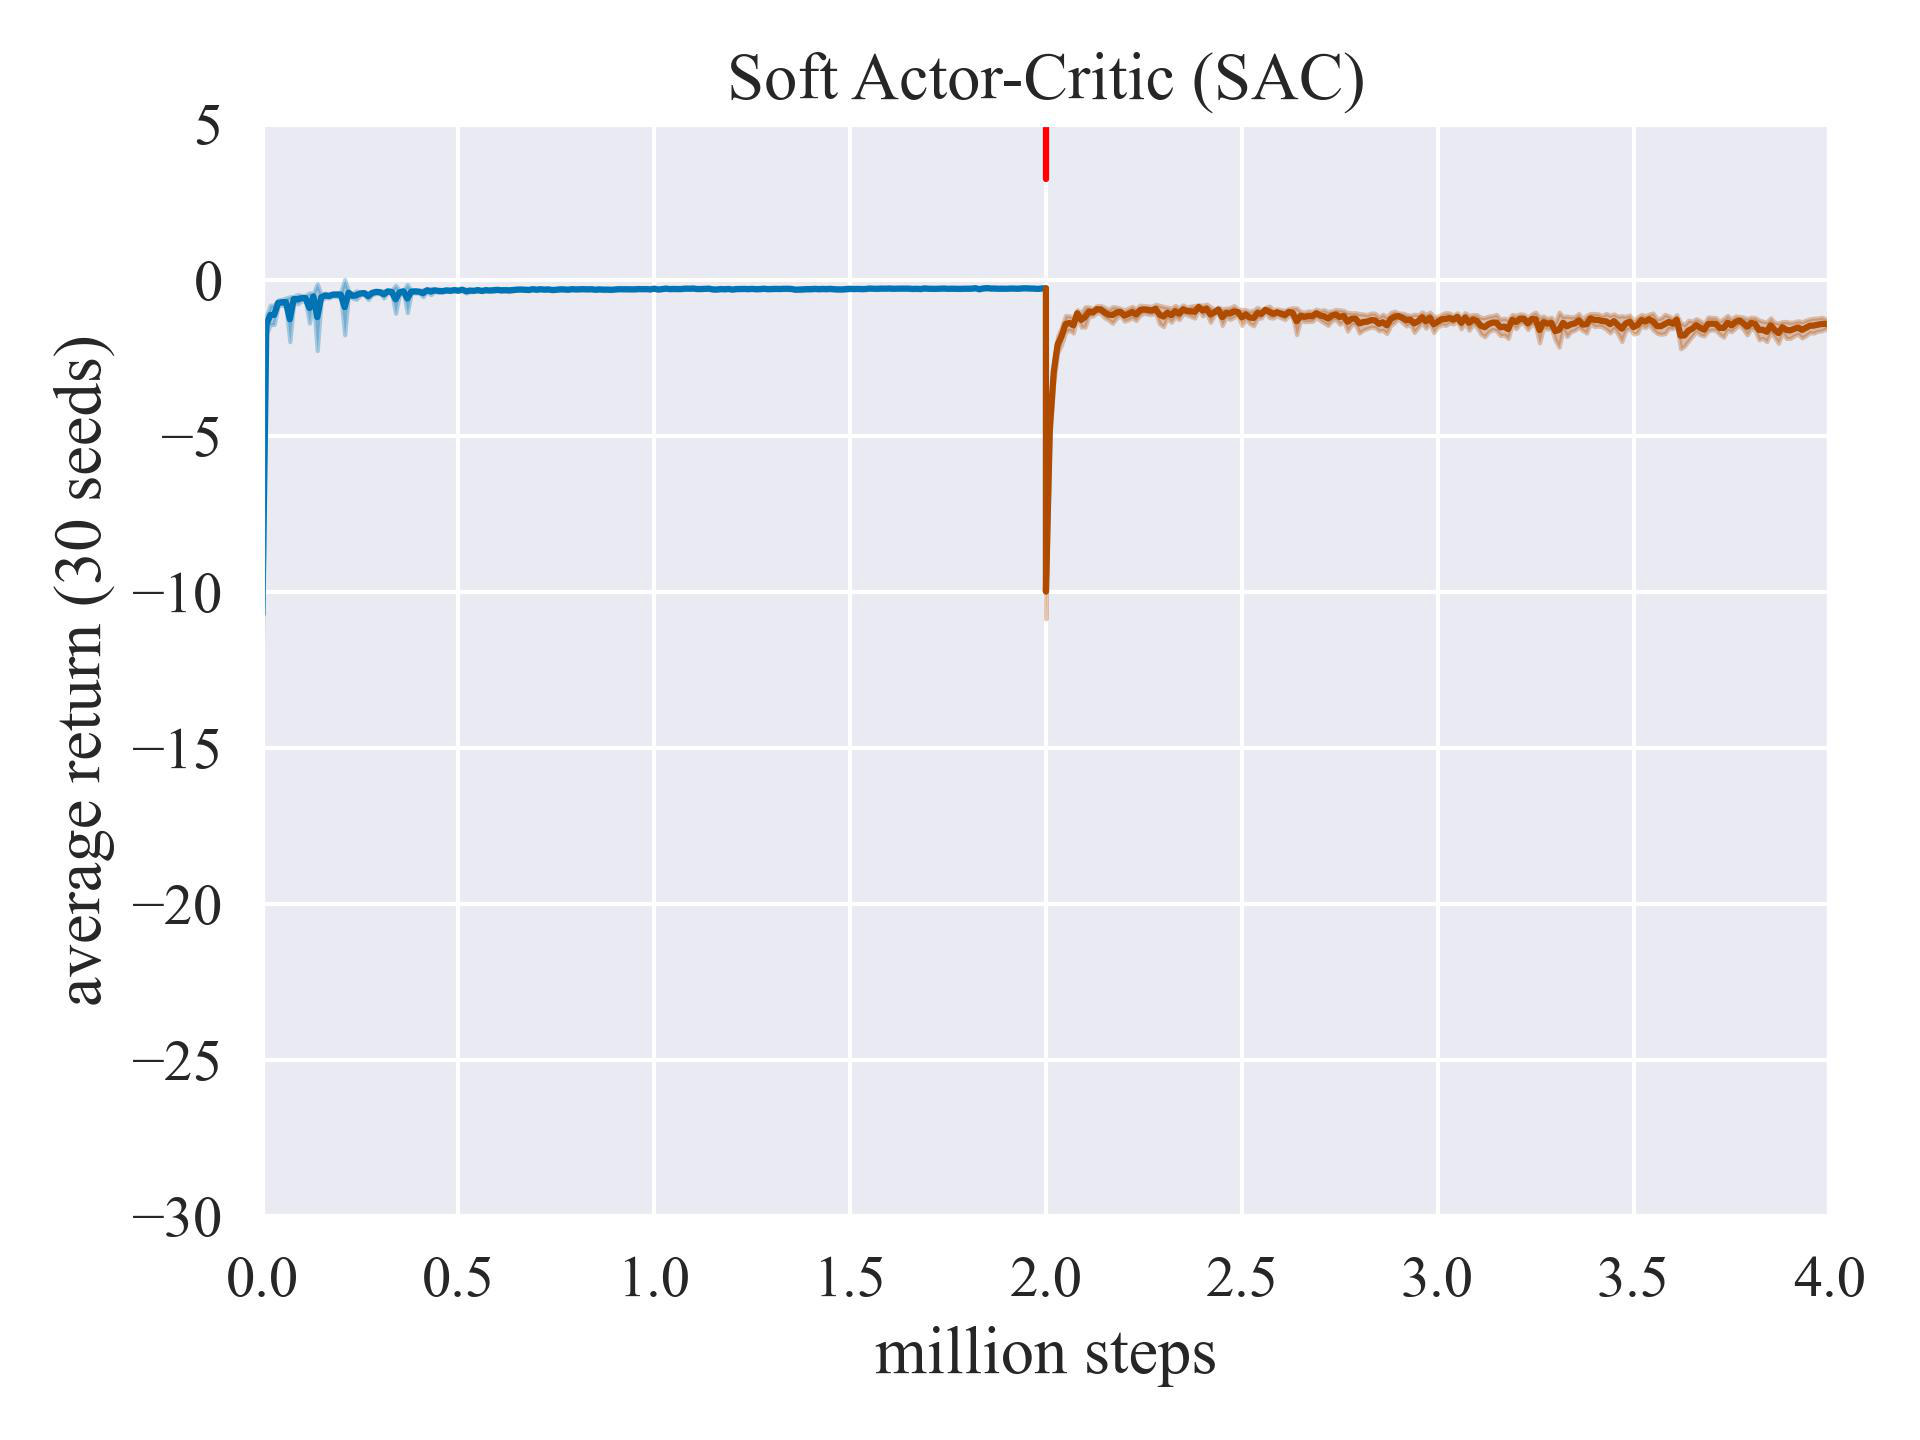 Soft Actor-Critic (SAC)
average return (30 seeds)
5
0
−5
−10
−15
−20
−25
−30
0.0 0.5 1.0 1.5 2.0 2.5 3.0 3.5 4.0
million steps